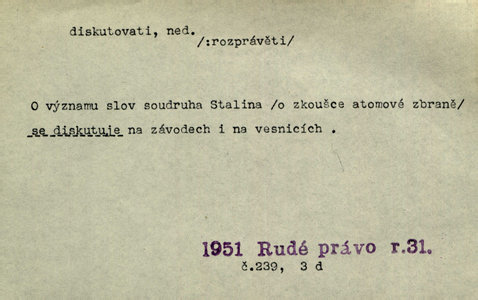 diskutovati, ned.
/:rozprávěti/
O významu slov soudruha Stalina /o zkoušce atomové zbraně/
se diskutuje na závodech i na vesnicích .
1951 Rudé právo r.31.
č.239, 3 d